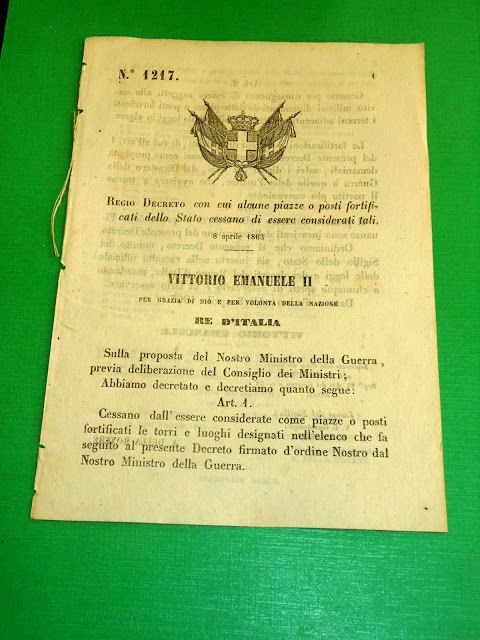 N.° 1217.
1
REGIO DECRETO con cui alcune piazze o posti fortifi-
cati dello Stato cessano di essere considerati tali.
8 aprile 1863
VITTORIO EMANUELE II
PER GRAZIA DI DIO E PER VOLONTÀ DELLA NAZIONE
RE D'ITALIA
Sulla proposta del Nostro Ministro della Guerra,
previa deliberazione del Consiglio dei Ministri;
Abbiamo decretato e decretiamo quanto segue:
Art. 1.
Cessano dall'essere considerate come piazze o posti
fortificati le torri e luoghi designati nell'elenco che fa
seguito al presente Decreto firmato d'ordine Nostro dal
Nostro Ministro della Guerra.